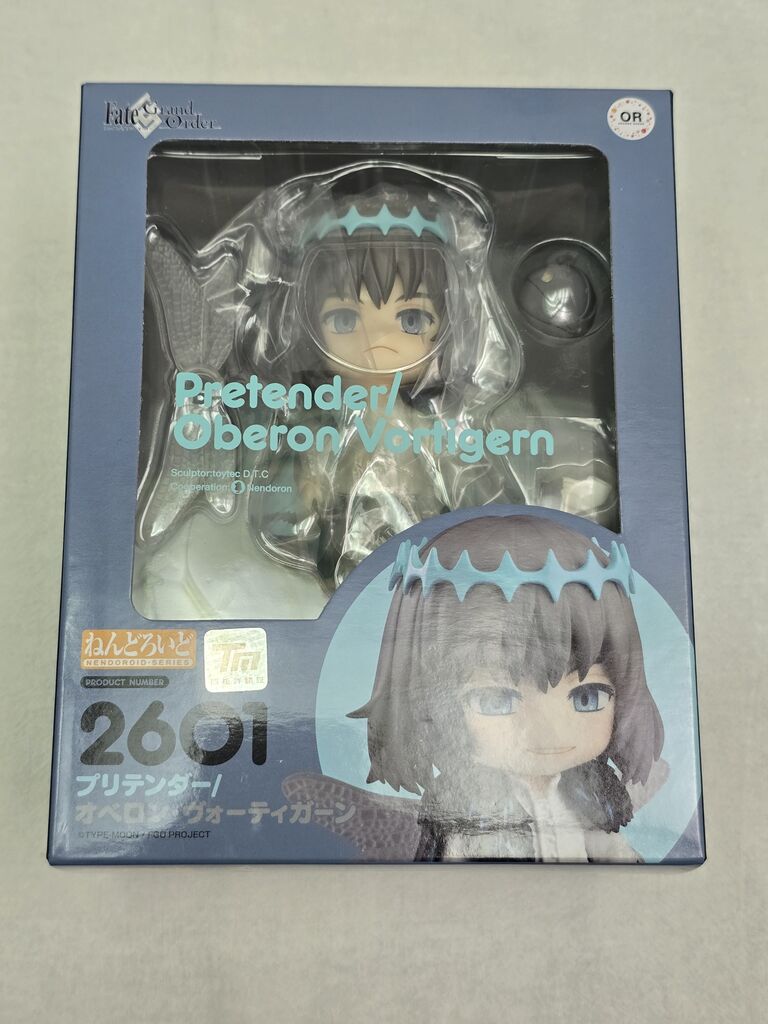 Fate
Grand
Order
OR
Pretender/
Oberon Vortigern
Sculptor:toytec D.T.C
Cooperation: Nendoron
ねんどろいど
NENDOROID-SERIES
TM
PRODUCT NUMBER
2601
プリテンダー/
オベロン・ヴォーティガーン
©TYPE-MOON / FGO PROJECT